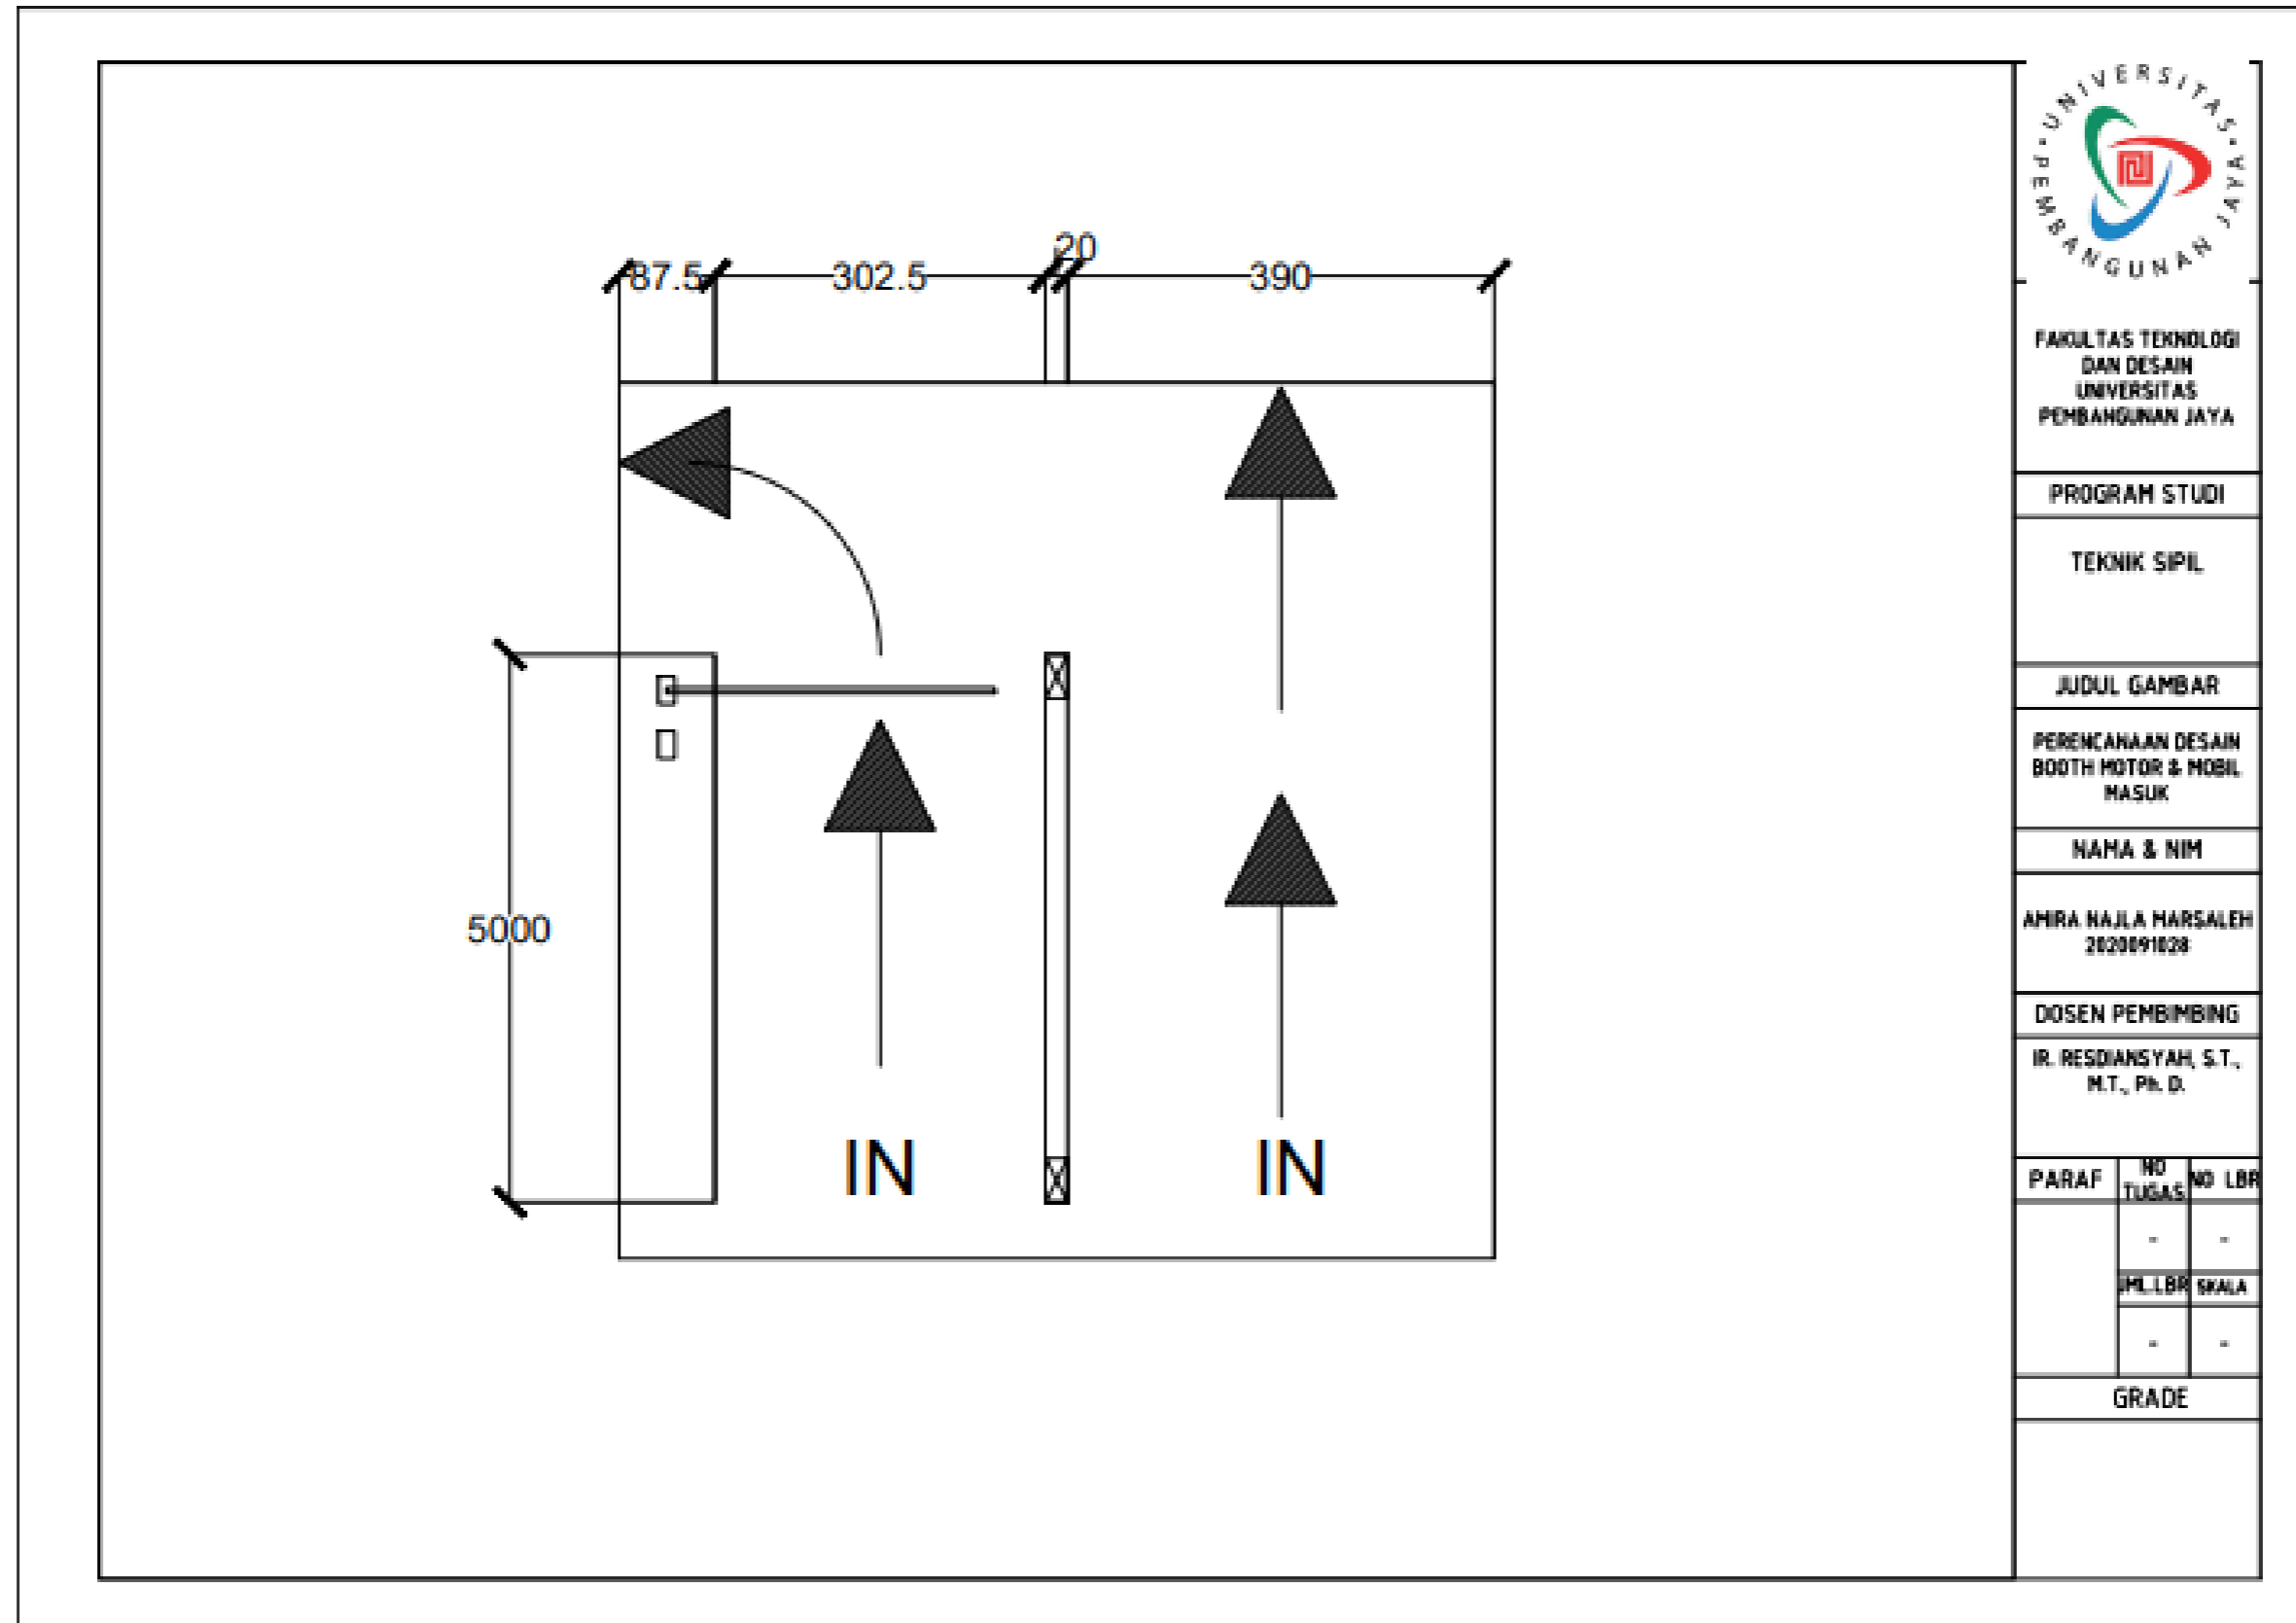 20
87.5
302.5
390
5000
IN
IN
UNIVERSITAS
PEMBANGUNAN JAYA
FAKULTAS TEKNOLOGI
DAN DESAIN
UNIVERSITAS
PEMBANGUNAN JAYA
PROGRAM STUDI
TEKNIK SIPIL
JUDUL GAMBAR
PERENCANAAN DESAIN
BOOTH MOTOR & MOBIL
MASUK
NAMA & NIM
AMIRA NAJLA MARSALEH
2020091028
DOSEN PEMBIMBING
IR. RESDIANSYAH, S.T.,
M.T., Ph. D.
PARAF
NO
TUGAS
NO LBR
-
-
JML.LBR
SKALA
-
-
GRADE